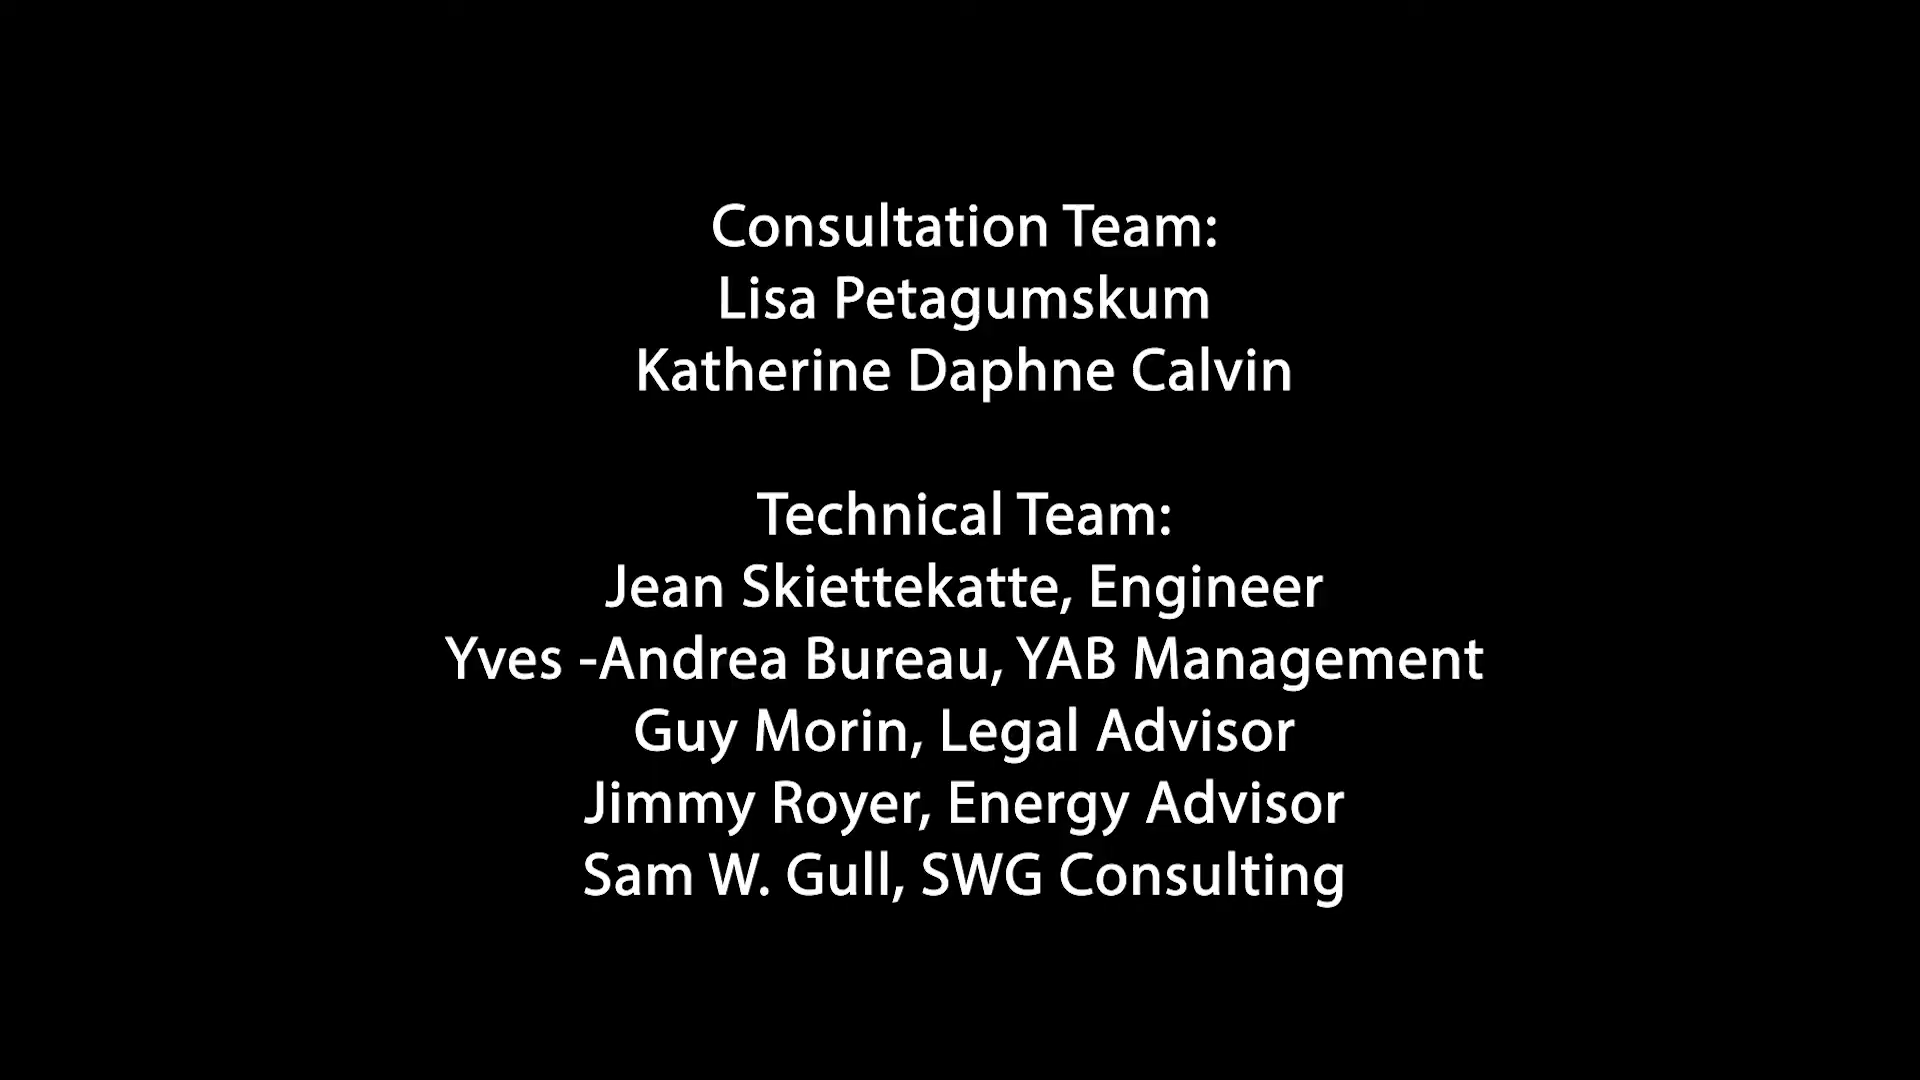 Consultation Team:
Lisa Petagumskum
Katherine Daphne Calvin
Technical Team:
Jean Skiettekatte, Engineer
Yves -Andrea Bureau, YAB Management
Guy Morin, Legal Advisor
Jimmy Royer, Energy Advisor
Sam W. Gull, SWG Consulting